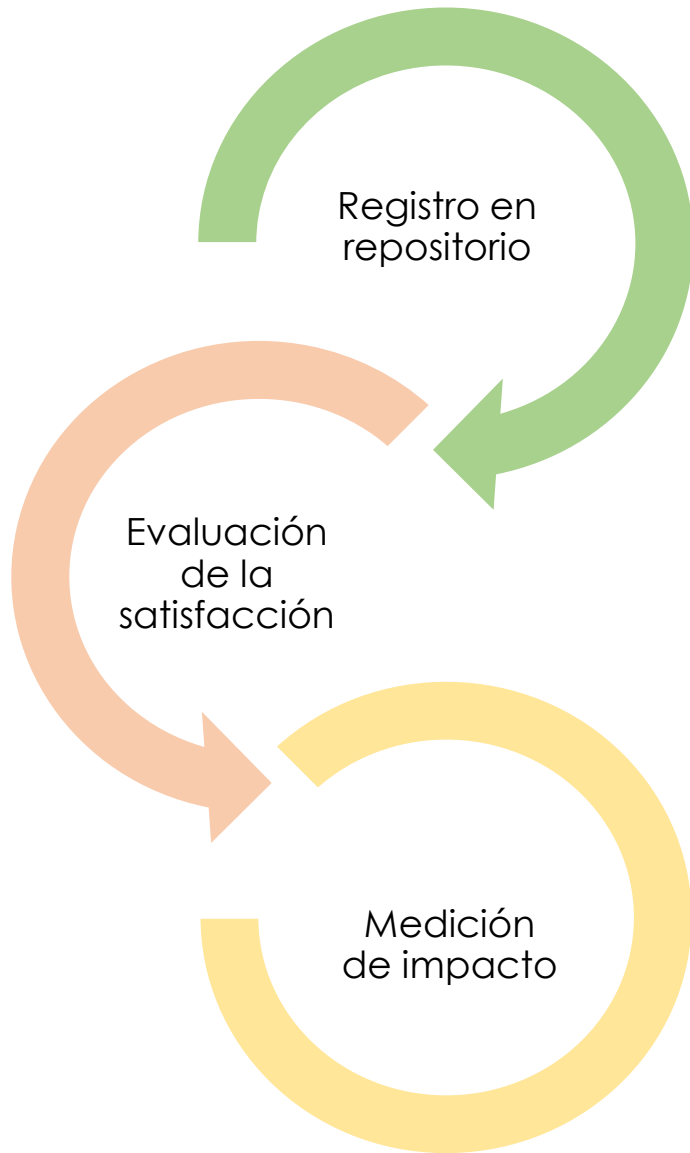 Registro en
repositorio
Evaluación
de la
satisfacción
Medición
de impacto